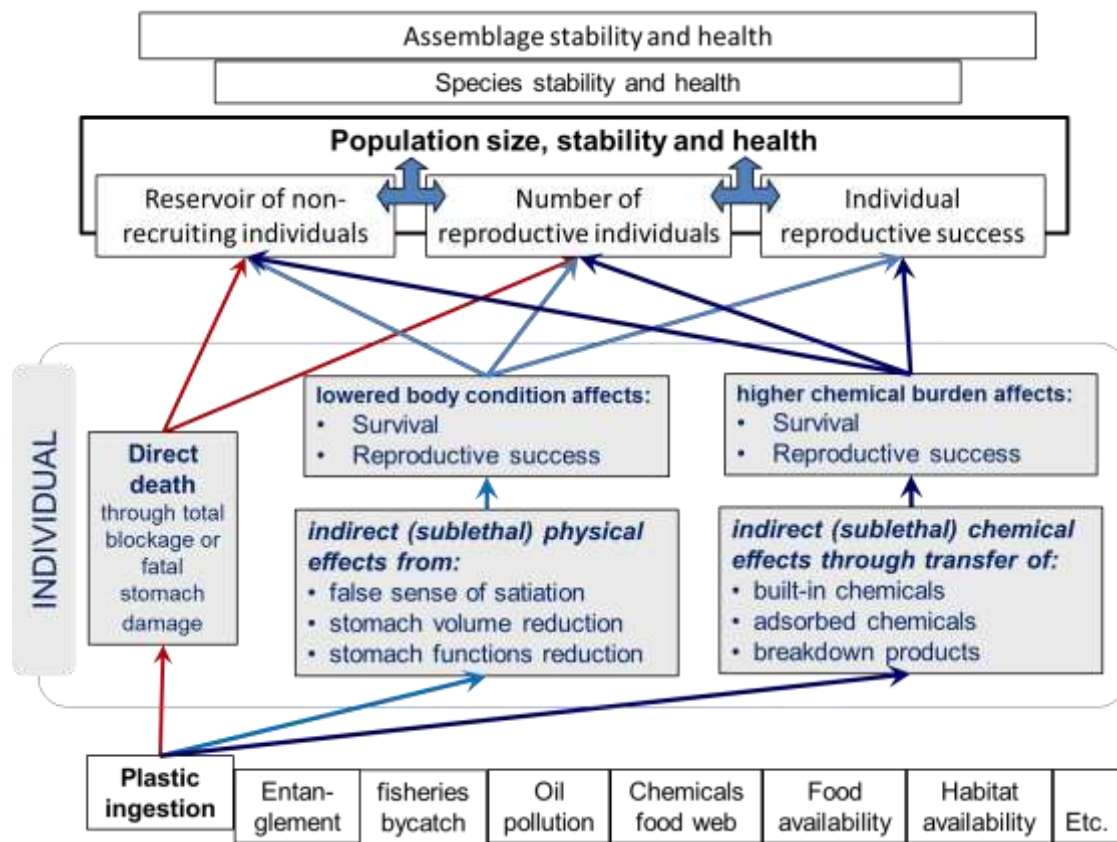 Assemblage stability and health
Species stability and health
Population size, stability and health
Reservoir of non-
recruiting individuals
Number of
reproductive individuals
Individual
reproductive success
INDIVIDUAL
Direct
death
through total
blockage or
fatal
stomach
damage
lowered body condition affects:
• Survival
• Reproductive success
higher chemical burden affects:
• Survival
• Reproductive success
indirect (sublethal) physical
effects from:
• false sense of satiation
• stomach volume reduction
• stomach functions reduction
indirect (sublethal) chemical
effects through transfer of:
• built-in chemicals
• adsorbed chemicals
• breakdown products
Plastic
ingestion
Entan-
glement
fisheries
bycatch
Oil
pollution
Chemicals
food web
Food
availability
Habitat
availability
Etc.